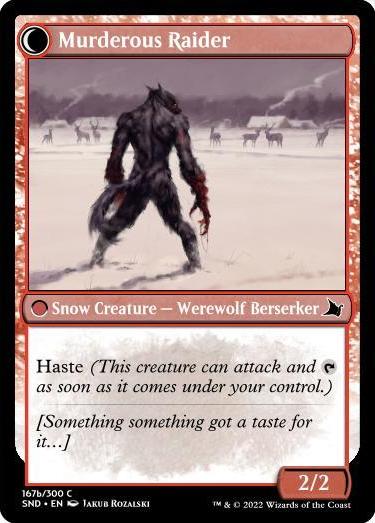 Murderous Raider
Snow Creature — Werewolf Berserker
Haste (This creature can attack and
as soon as it comes under your control.)
[Something something got a taste for
it…]
2/2
167b/300 C
SND • EN Jakub Rozalski
™ & © 2022 Wizards of the Coast